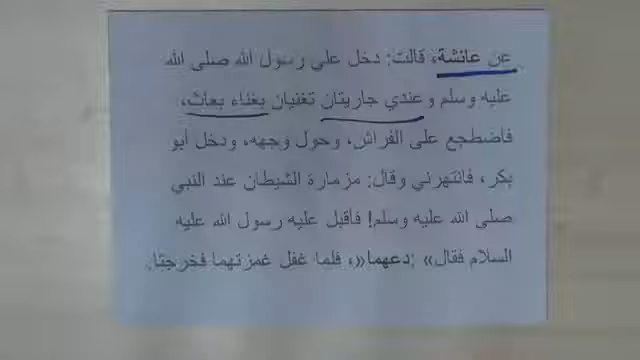 عن عائشة، قالت: دخل علي رسول الله صلى الله
عليه وسلم وعندي جاريتان تغنيان بغناء بعاث،
فاضطجع على الفراش، وحول وجهه، ودخل أبو
بكر، فانتهرني وقال: مزمارة الشيطان عند النبي
صلى الله عليه وسلم! فأقبل عليه رسول الله عليه
السلام فقال» :دعهما«، فلما غفل غمزتهما فخرجتا.